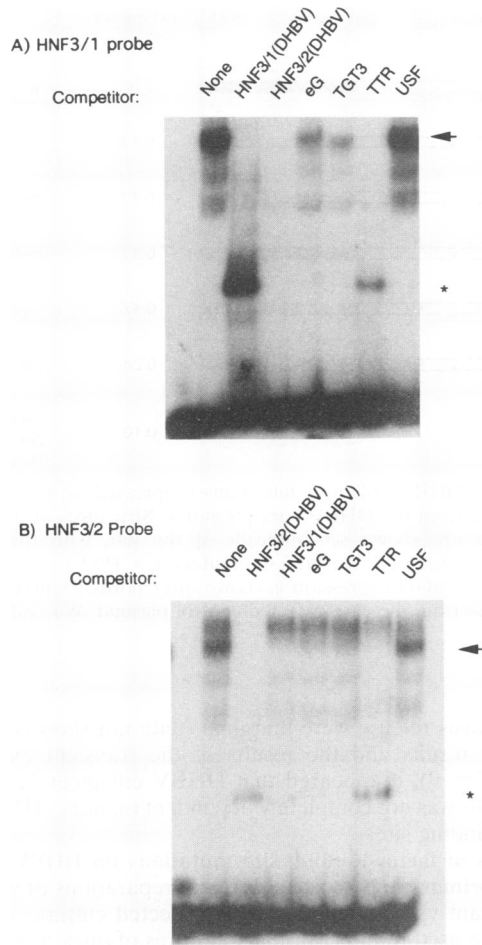 A) HNF3/1 probe
Competitor:
None
HNF3/1(DHBV)
HNF3/2(DHBV)
eG
TGT3
TTR
USF
*
B) HNF3/2 Probe
Competitor:
None
HNF3/2(DHBV)
HNF3/1(DHBV)
eG
TGT3
TTR
USF
*